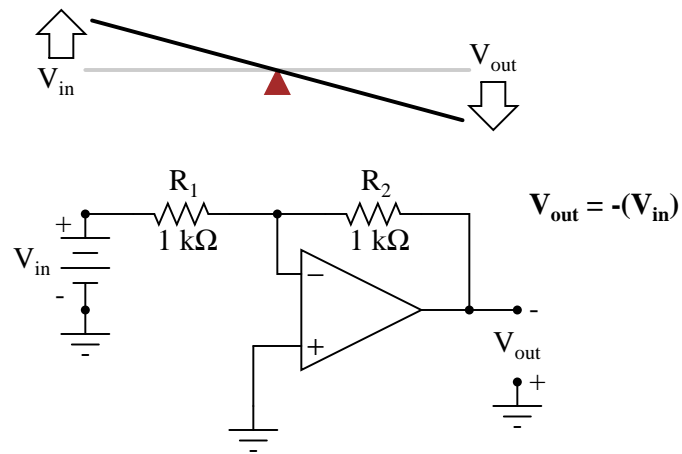 V_in
V_out
R_1
R_2
1 kΩ
1 kΩ
V_out = -(V_in)
+
V_in
-
−
+
-
V_out
+